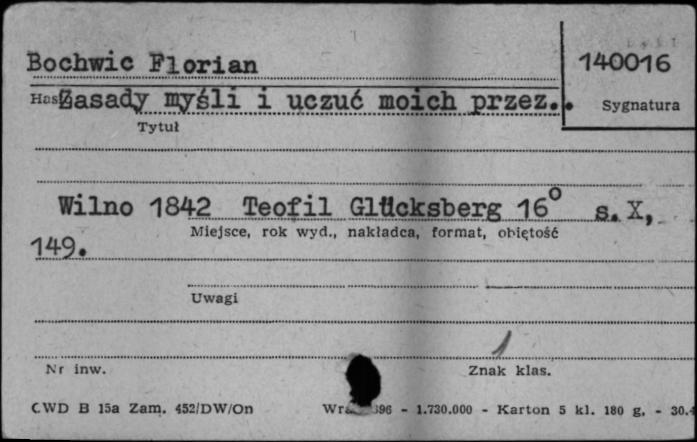 Bochwic Florian
140016
Zasady myśli i uczuć moich przez..
Sygnatura
Tytuł
Wilno 1842 Teofil Glücksberg 16° s. X,
Miejsce, rok wyd., nakładca, format, objętość
149.
Uwagi
Nr inw.
Znak klas.
CWD B 15a Zam. 452/DW/On 96 - 1.730.000 - Karton 5 kl. 180 g. - 30.4